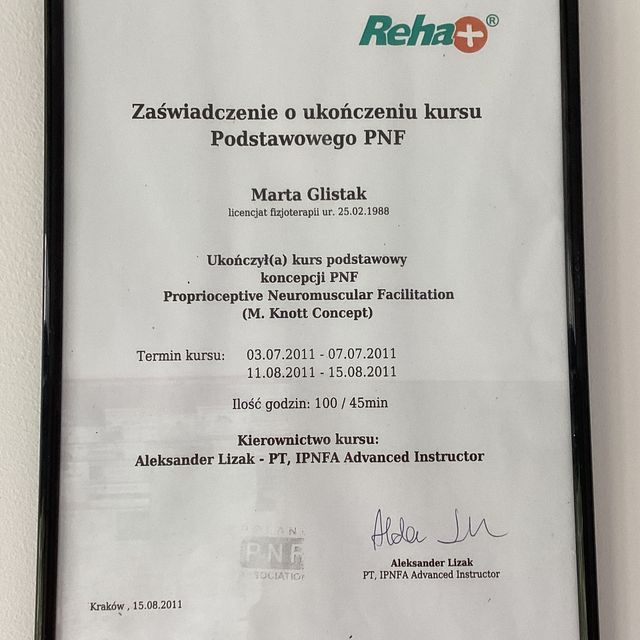 Reha+®
Zaświadczenie o ukończeniu kursu
Podstawowego PNF
Marta Glistak
licencjat fizjoterapii ur. 25.02.1988
Ukończył(a) kurs podstawowy
koncepcji PNF
Proprioceptive Neuromuscular Facilitation
(M. Knott Concept)
Termin kursu: 03.07.2011 - 07.07.2011
11.08.2011 - 15.08.2011
Ilość godzin: 100 / 45min
Kierownictwo kursu:
Aleksander Lizak - PT, IPNFA Advanced Instructor
PNF
Aleksander Lizak
PT, IPNFA Advanced Instructor
Kraków , 15.08.2011